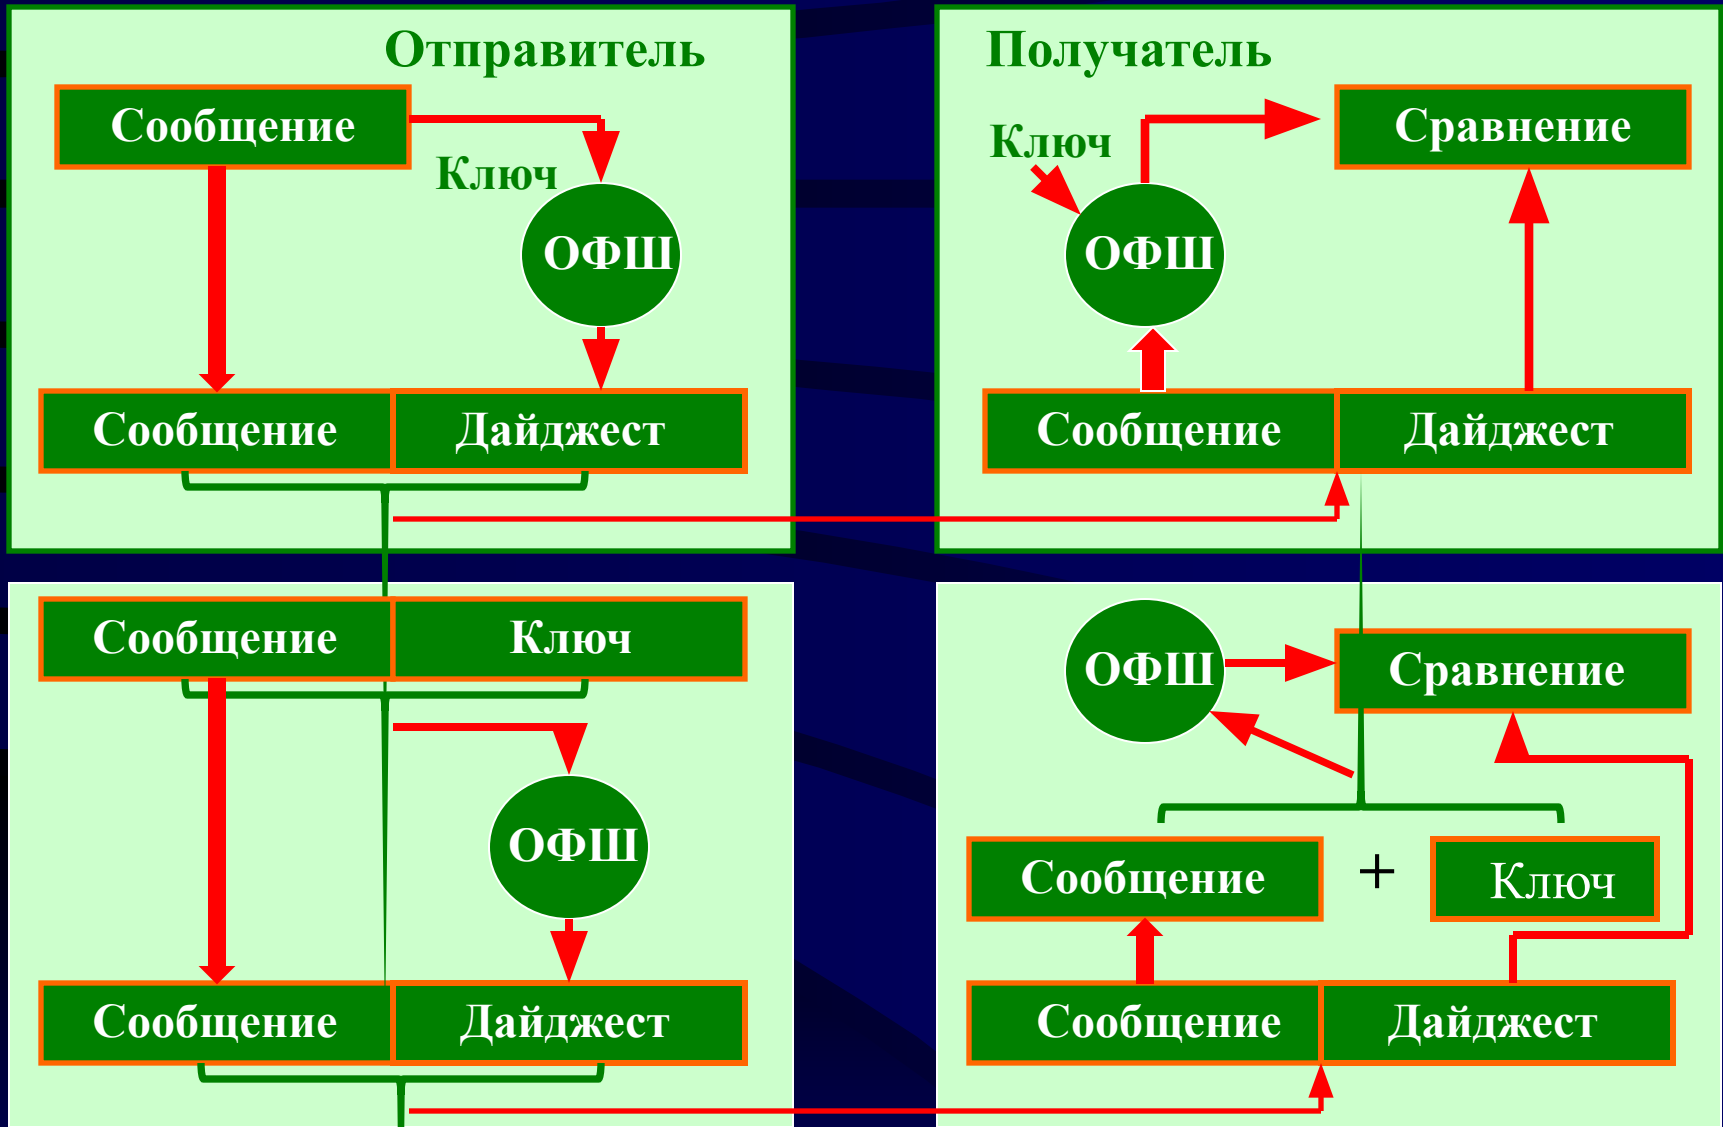 Отправитель
Сообщение
Ключ
ОФШ
Сообщение Дайджест
Получатель
Ключ
Сравнение
ОФШ
Сообщение Дайджест
Сообщение Ключ
ОФШ
Сообщение Дайджест
ОФШ
Сравнение
Сообщение + Ключ
Сообщение Дайджест